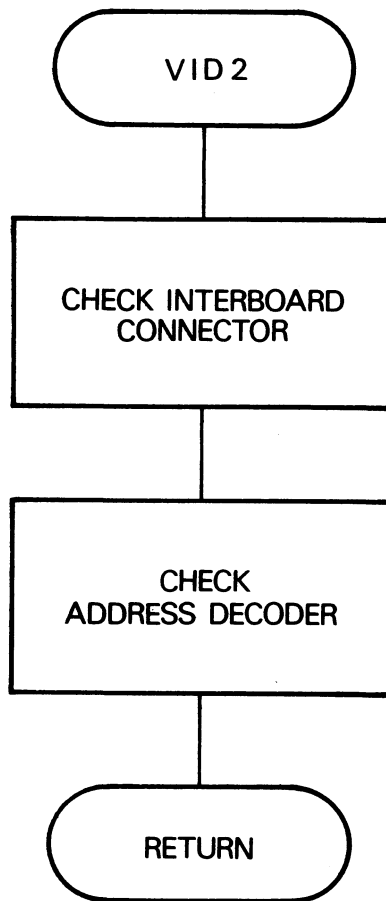 VID2
CHECK INTERBOARD
CONNECTOR
CHECK
ADDRESS DECODER
RETURN